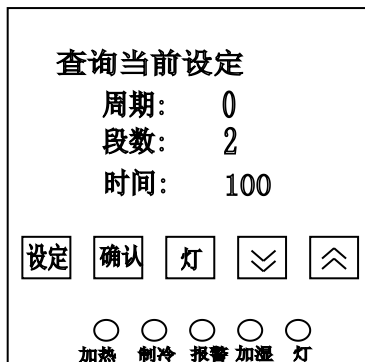 查询当前设定
周期: 0
段数: 2
时间: 100
设定 确认 灯
加热 制冷 报警 加湿 灯